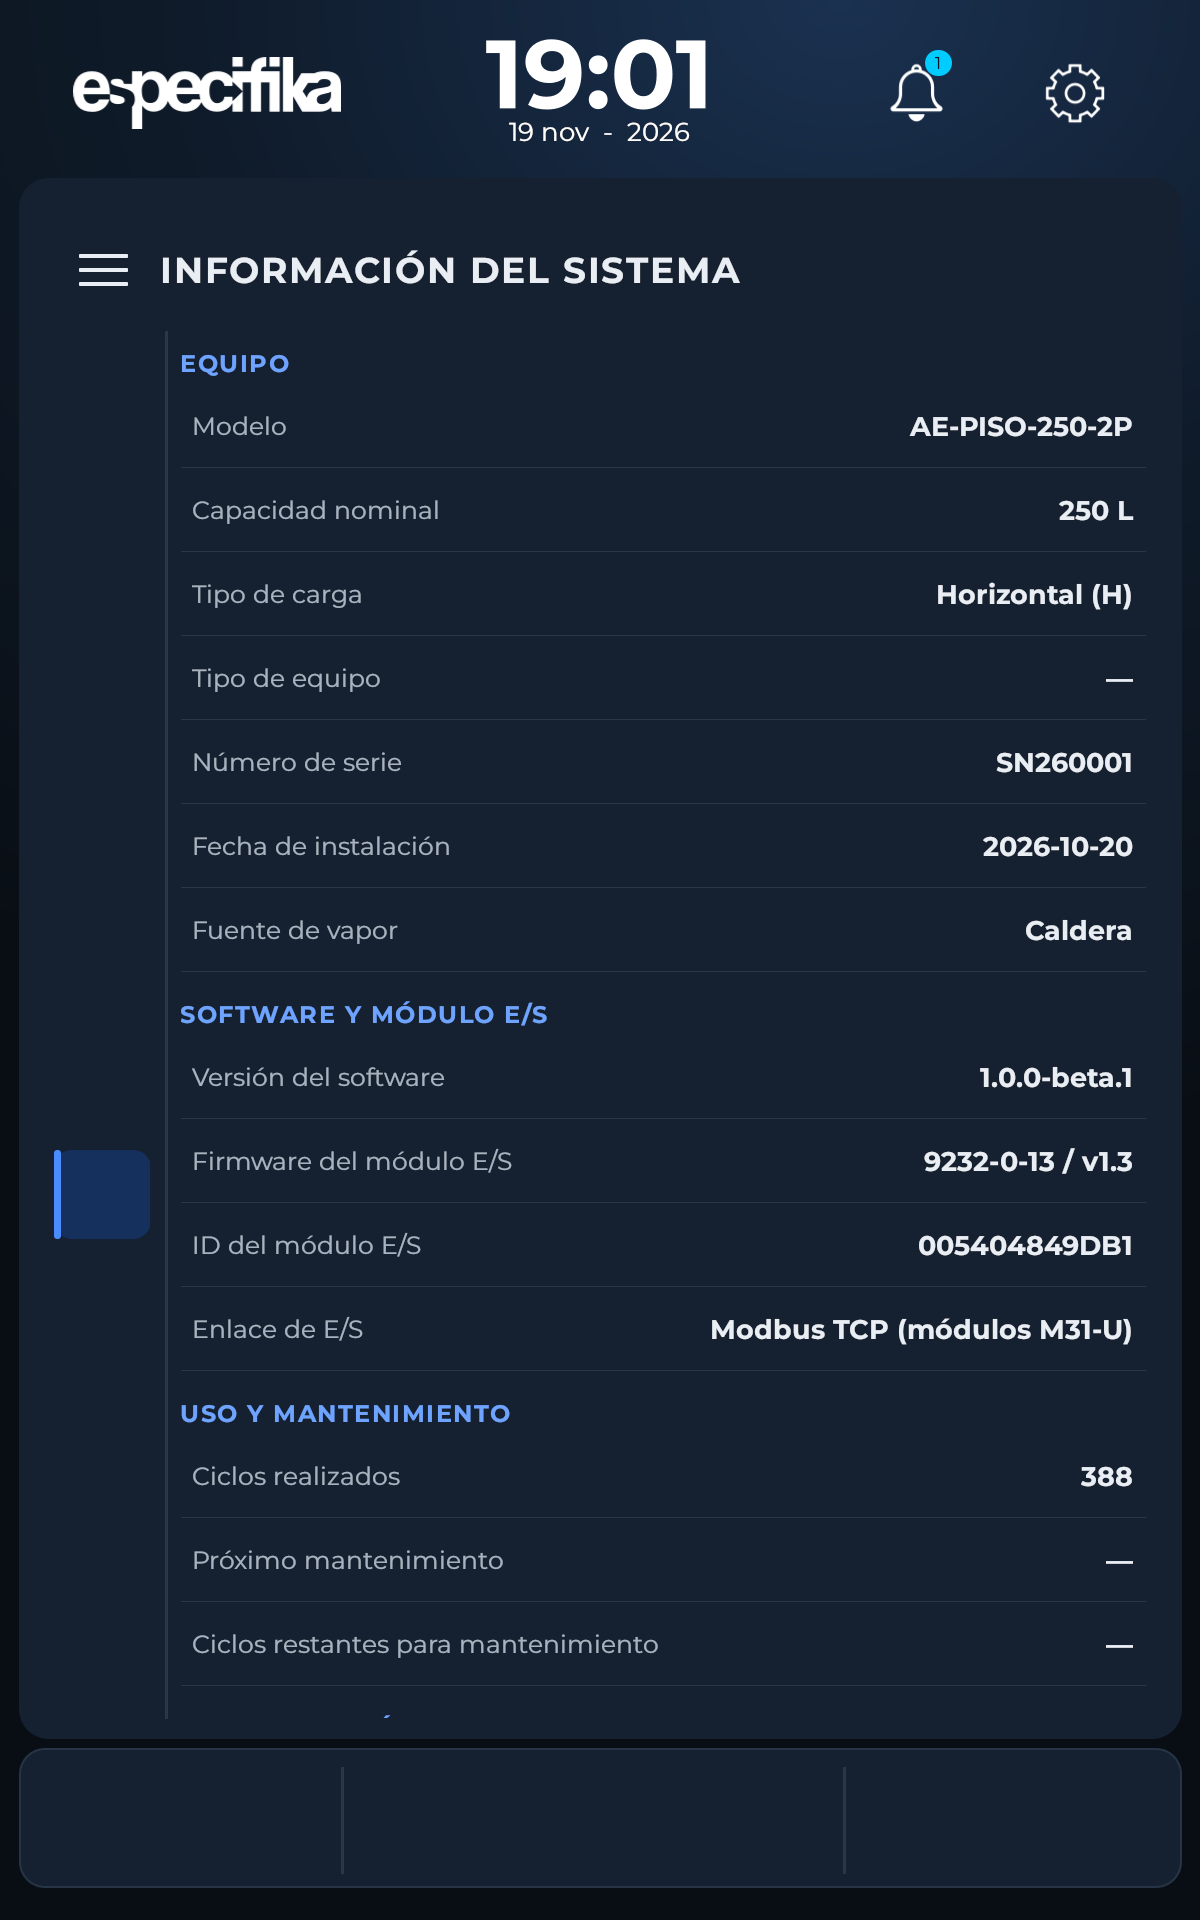 especifika
19:01
19 nov - 2026
1
INFORMACIÓN DEL SISTEMA
EQUIPO
Modelo AE-PISO-250-2P
Capacidad nominal 250 L
Tipo de carga Horizontal (H)
Tipo de equipo —
Número de serie SN260001
Fecha de instalación 2026-10-20
Fuente de vapor Caldera
SOFTWARE Y MÓDULO E/S
Versión del software 1.0.0-beta.1
Firmware del módulo E/S 9232-0-13 / v1.3
ID del módulo E/S 005404849DB1
Enlace de E/S Modbus TCP (módulos M31-U)
USO Y MANTENIMIENTO
Ciclos realizados 388
Próximo mantenimiento —
Ciclos restantes para mantenimiento —